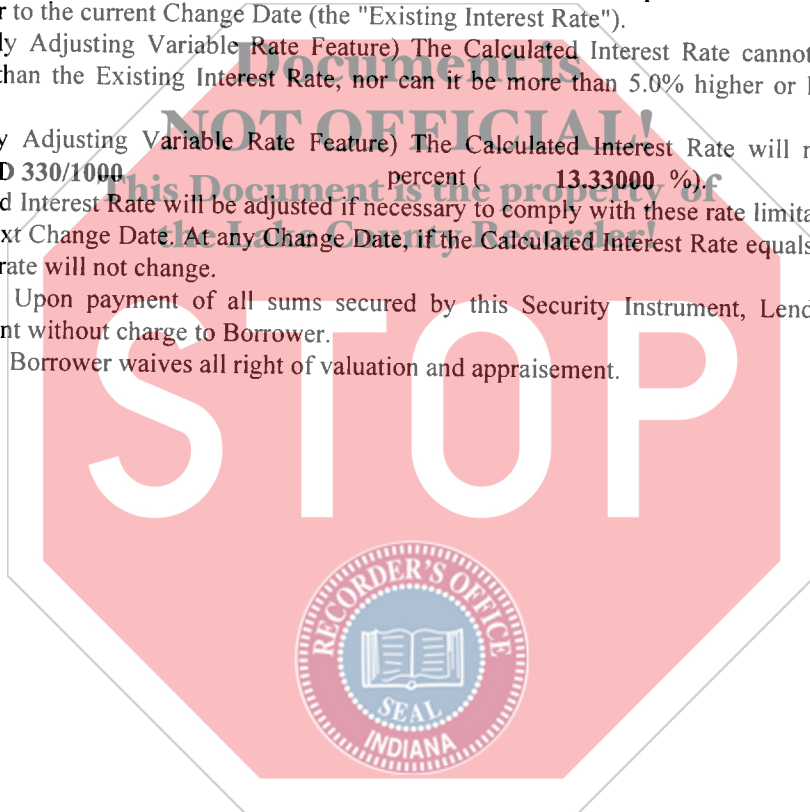 r to the current Change Date (the "Existing Interest Rate").
ly Adjusting Variable Rate Feature) The Calculated Interest Rate cannot
Document is
than the Existing Interest Rate, nor can it be more than 5.0% higher or
NOT OFFICIAL!
y Adjusting Variable Rate Feature) The Calculated Interest Rate will
D 330/1000 percent ( 13.33000 %).
This Document is the property of
d Interest Rate will be adjusted if necessary to comply with these rate limita
the Lake County Recorder!
xt Change Date. At any Change Date, if the Calculated Interest Rate equals
rate will not change.
Upon payment of all sums secured by this Security Instrument, Lend
nt without charge to Borrower.
Borrower waives all right of valuation and appraisement.
STOP
RECORDER'S OFFICE
SEAL
INDIANA